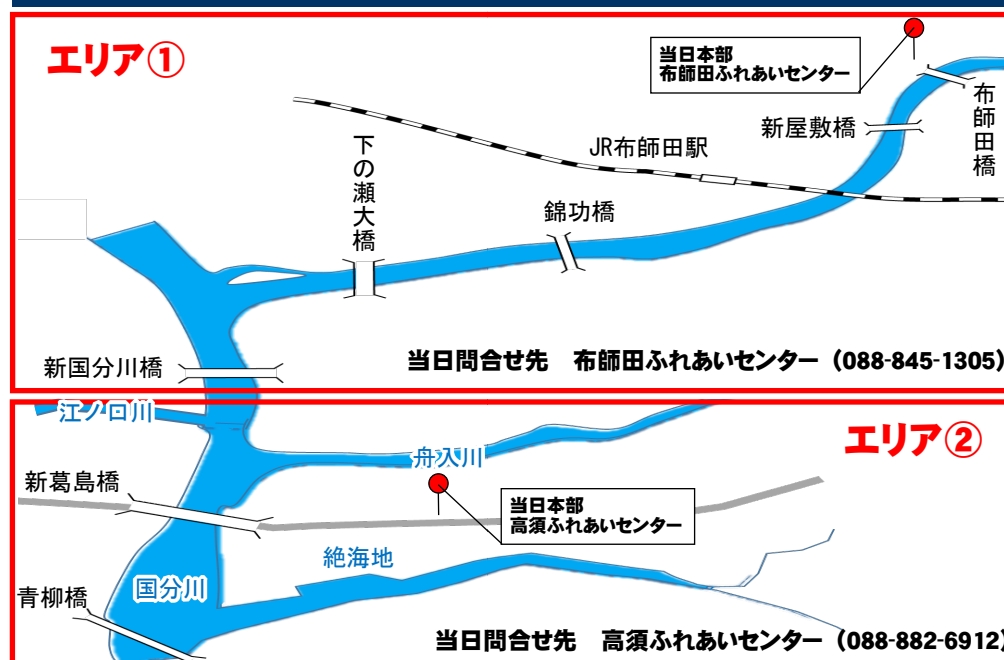 エリア①
当日本部
布師田ふれあいセンター
布師田橋
新屋敷橋
JR布師田駅
下の瀬大橋
錦功橋
新国分川橋
当日問合せ先 布師田ふれあいセンター（088-845-1305）
江ノ口川
エリア②
舟入川
新葛島橋
当日本部
高須ふれあいセンター
絶海地
国分川
青柳橋
当日問合せ先 高須ふれあいセンター（088-882-6912）